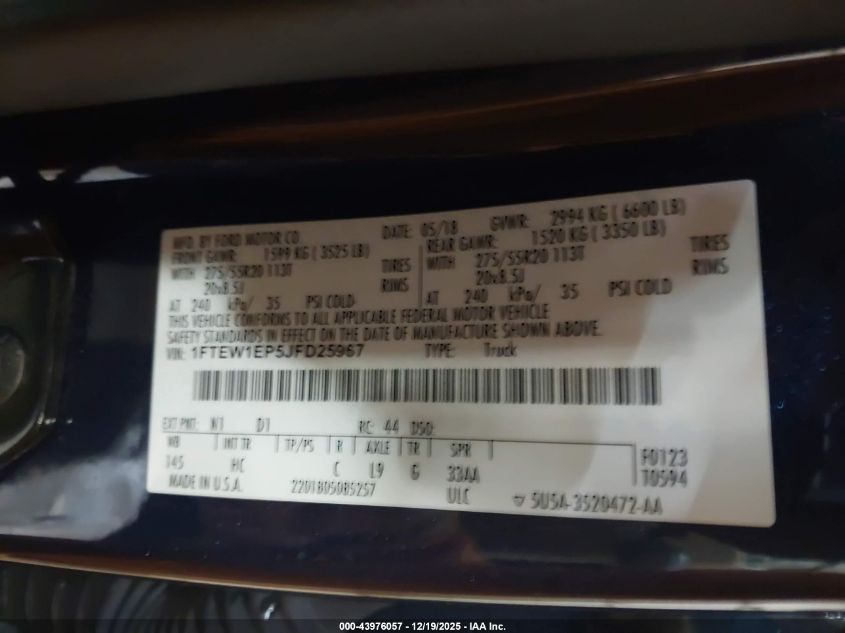 MFD. BY FORD MOTOR CO. DATE: 05/18 GVWR: 2994 KG ( 6600 LB)
FRONT GAWR: 1599 KG ( 3525 LB) REAR GAWR: 1520 KG ( 3350 LB)
WITH 275/55R20 113T TIRES WITH 275/55R20 113T TIRES
20x8.5J RIMS 20x8.5J RIMS
AT 240 kPa/ 35 PSI COLD AT 240 kPa/ 35 PSI COLD
THIS VEHICLE CONFORMS TO ALL APPLICABLE FEDERAL MOTOR VEHICLE
SAFETY STANDARDS IN EFFECT ON THE DATE OF MANUFACTURE SHOWN ABOVE.
VIN: 1FTEW1EP5JFD25967 TYPE: Truck
EXT PNT: N1 D1 RC: 44 DSO:
WB INT TR TP/PS R AXLE TR SPR F0123
145 HC C L9 G 33AA T0594
MADE IN U.S.A. 220180508S257 ULC 5U5A-3520472-AA
000-43976057 - 12/19/2025 - IAA Inc.